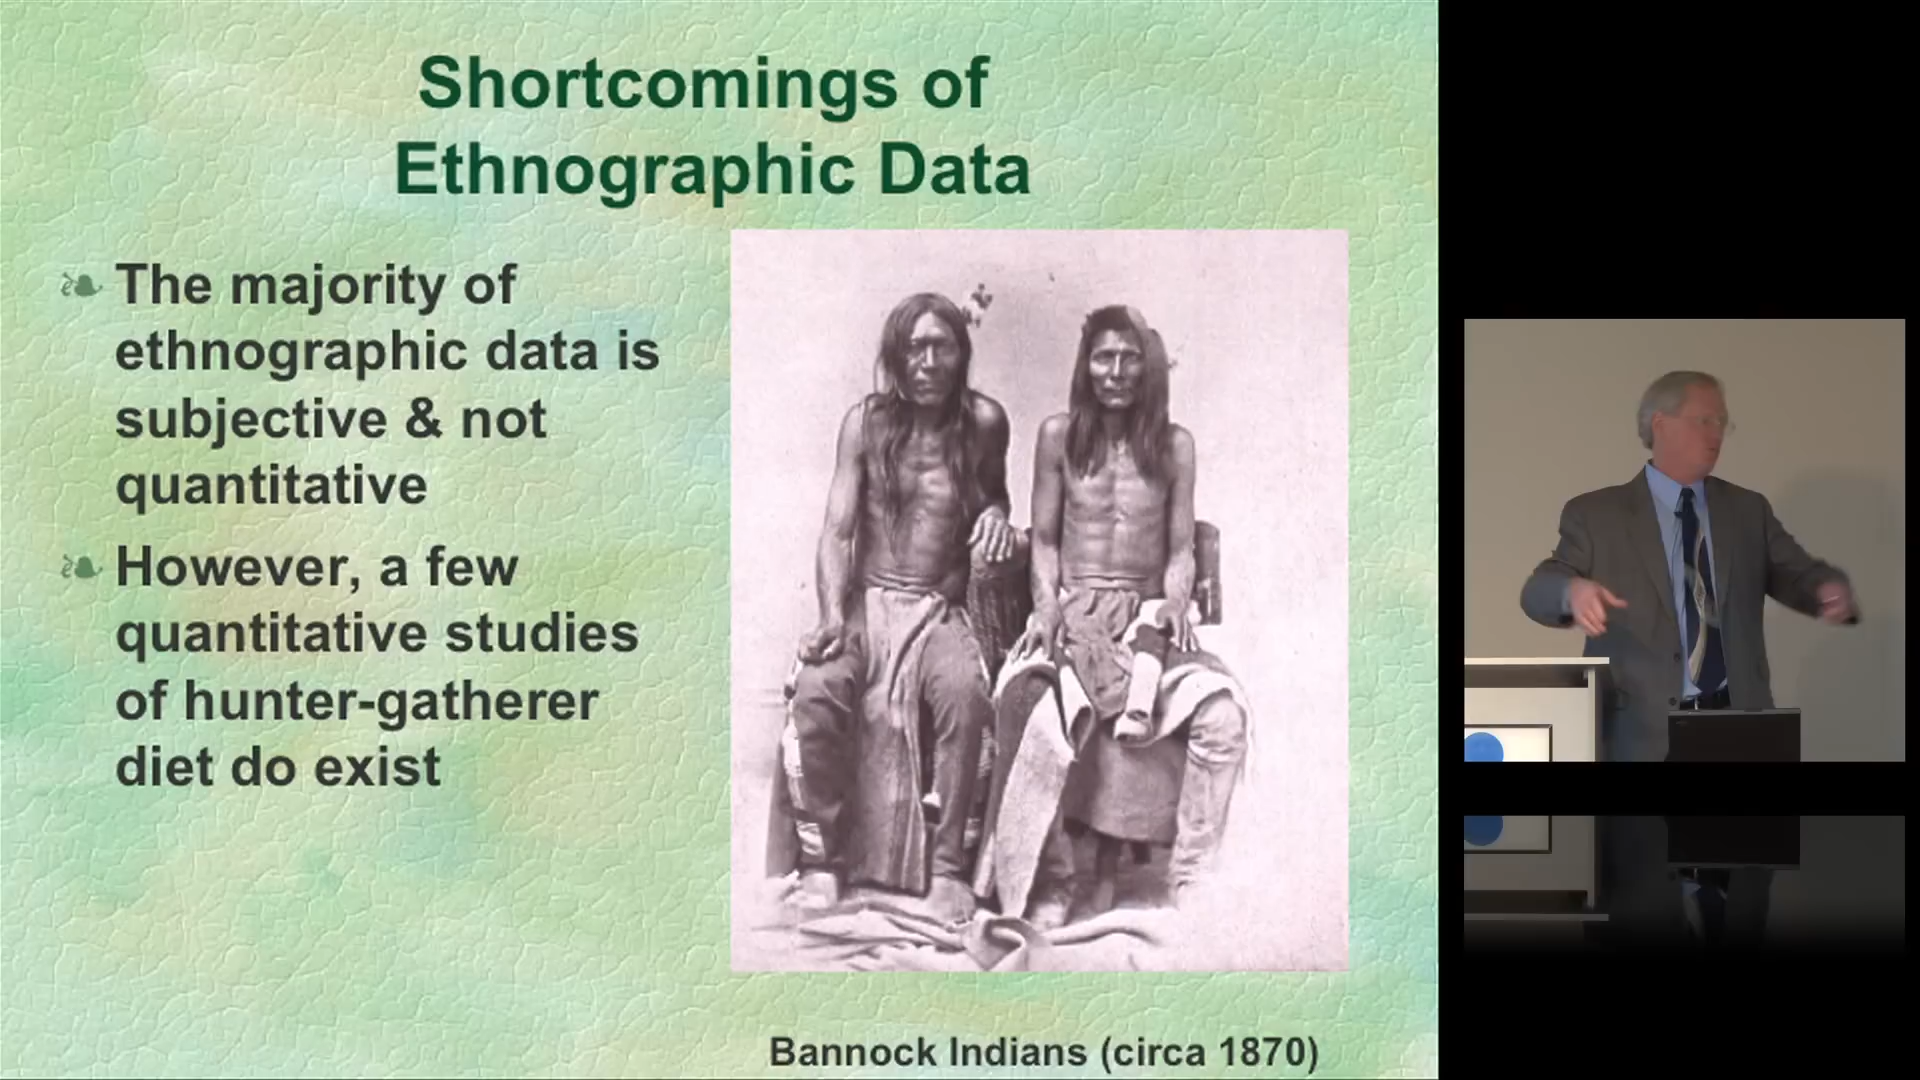 Shortcomings of
Ethnographic Data
The majority of
ethnographic data is
subjective & not
quantitative
However, a few
quantitative studies
of hunter-gatherer
diet do exist
Bannock Indians (circa 1870)